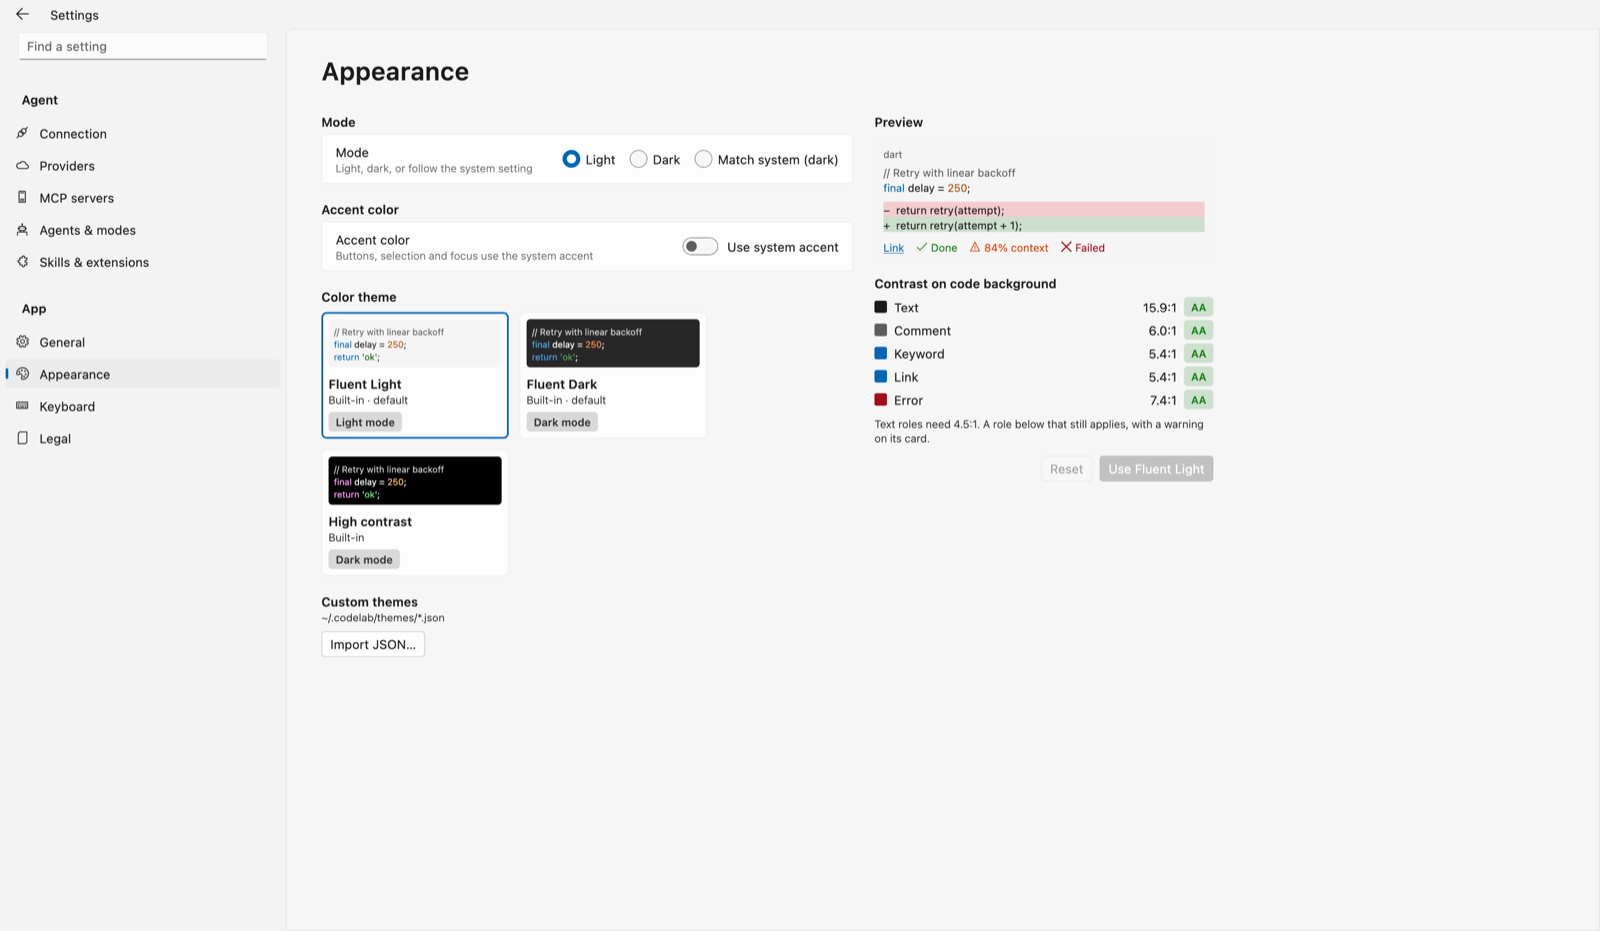 Settings
Find a setting
Agent
Connection
Providers
MCP servers
Agents & modes
Skills & extensions
App
General
Appearance
Keyboard
Legal
Appearance
Mode
Mode
Light, dark, or follow the system setting
Light
Dark
Match system (dark)
Accent color
Accent color
Buttons, selection and focus use the system accent
Use system accent
Color theme
// Retry with linear backoff
final delay = 250;
return 'ok';
Fluent Light
Built-in · default
Light mode
// Retry with linear backoff
final delay = 250;
return 'ok';
Fluent Dark
Built-in · default
Dark mode
// Retry with linear backoff
final delay = 250;
return 'ok';
High contrast
Built-in
Dark mode
Custom themes
~/.codelab/themes/*.json
Import JSON...
Preview
dart
// Retry with linear backoff
final delay = 250;
− return retry(attempt);
+ return retry(attempt + 1);
Link Done 84% context Failed
Contrast on code background
Text 15.9:1 AA
Comment 6.0:1 AA
Keyword 5.4:1 AA
Link 5.4:1 AA
Error 7.4:1 AA
Text roles need 4.5:1. A role below that still applies, with a warning
on its card.
Reset
Use Fluent Light